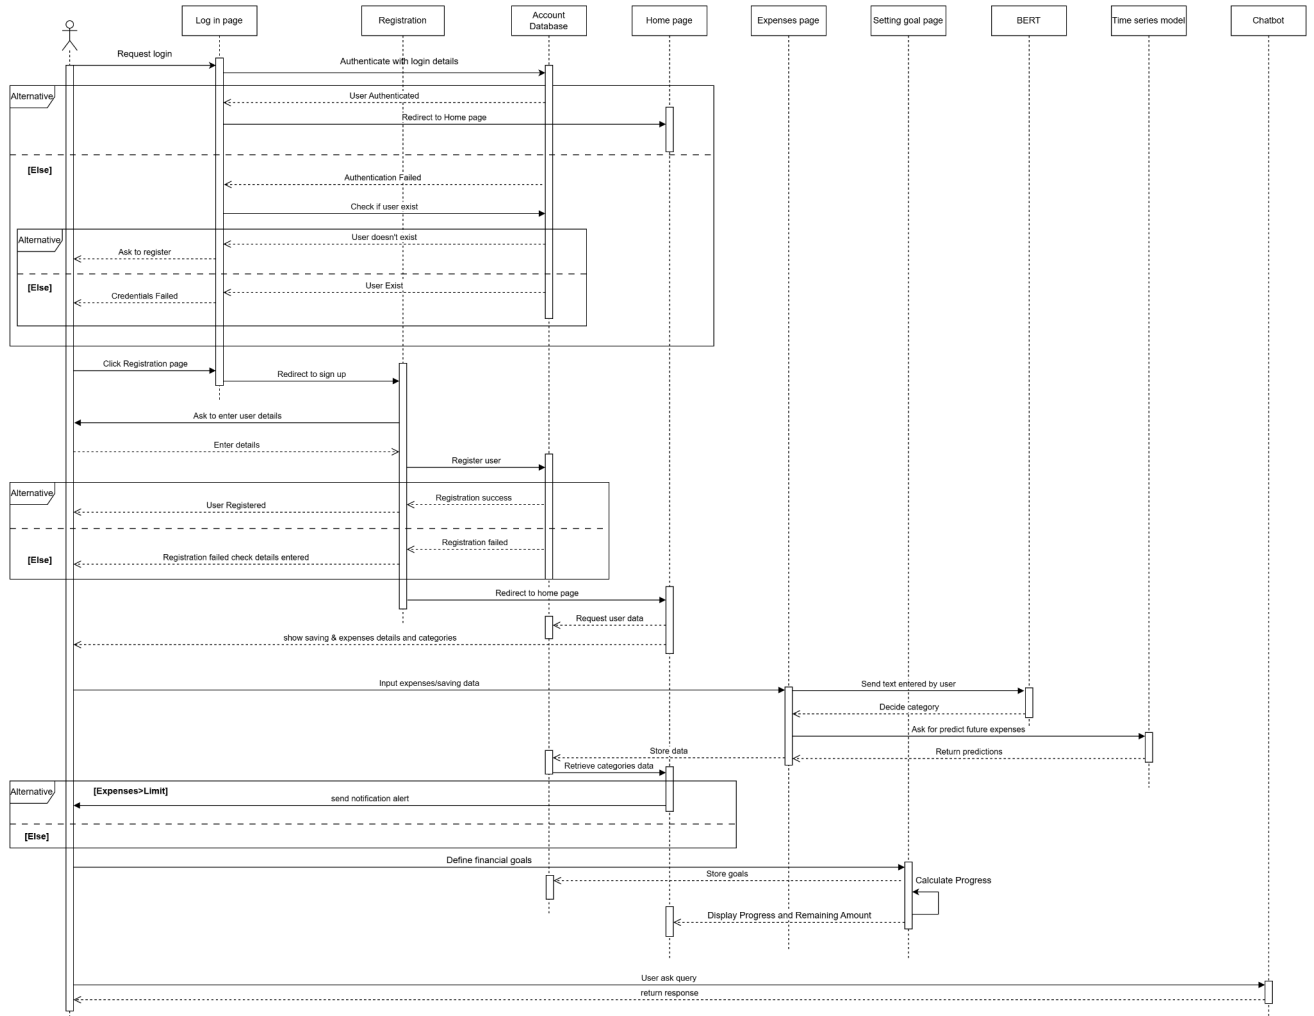 Log in page
Registration
Account
Database
Home page
Expenses page
Setting goal page
BERT
Time series model
Chatbot
Request login
Authenticate with login details
Alternative
User Authenticated
Redirect to Home page
[Else]
Authentication Failed
Check if user exist
Alternative
User doesn't exist
Ask to register
[Else]
User Exist
Credentials Failed
Click Registration page
Redirect to sign up
Ask to enter user details
Enter details
Register user
Alternative
Registration success
User Registered
Registration failed
[Else]
Registration failed check details entered
Redirect to home page
Request user data
show saving & expenses details and categories
Input expenses/saving data
Send text entered by user
Decide category
Ask for predict future expenses
Store data
Return predictions
Retrieve categories data
Alternative
[Expenses>Limit]
send notification alert
[Else]
Define financial goals
Store goals
Calculate Progress
Display Progress and Remaining Amount
User ask query
return response